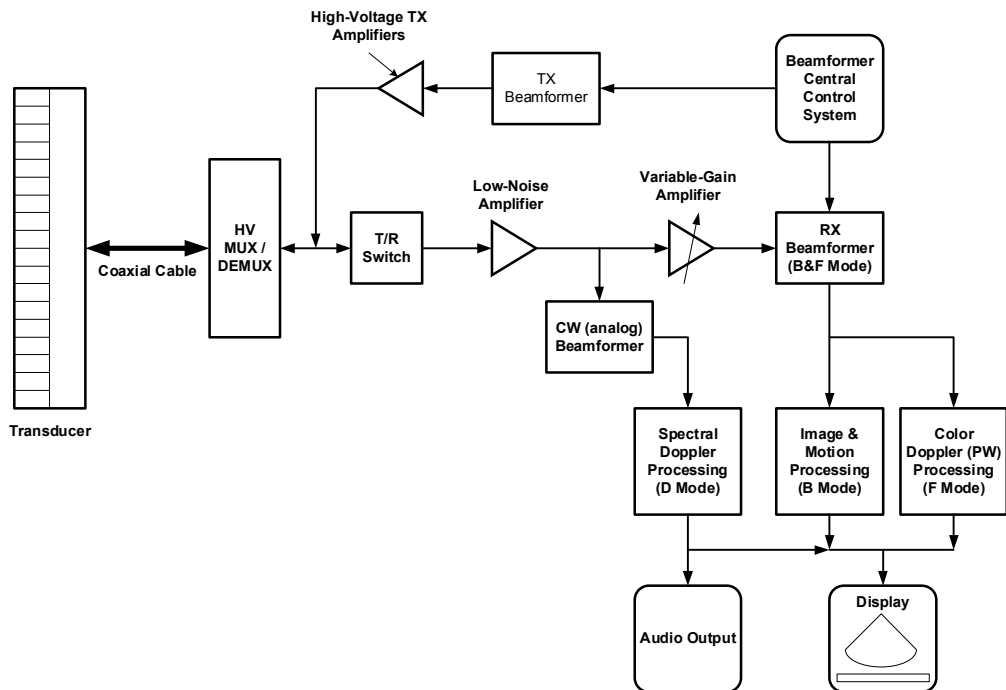 High-Voltage TX
Amplifiers
TX
Beamformer
Beamformer
Central
Control
System
HV
MUX /
DEMUX
Coaxial Cable
T/R
Switch
Low-Noise
Amplifier
Variable-Gain
Amplifier
RX
Beamformer
(B&F Mode)
CW (analog)
Beamformer
Transducer
Spectral
Doppler
Processing
(D Mode)
Image &
Motion
Processing
(B Mode)
Color
Doppler (PW)
Processing
(F Mode)
Audio Output
Display